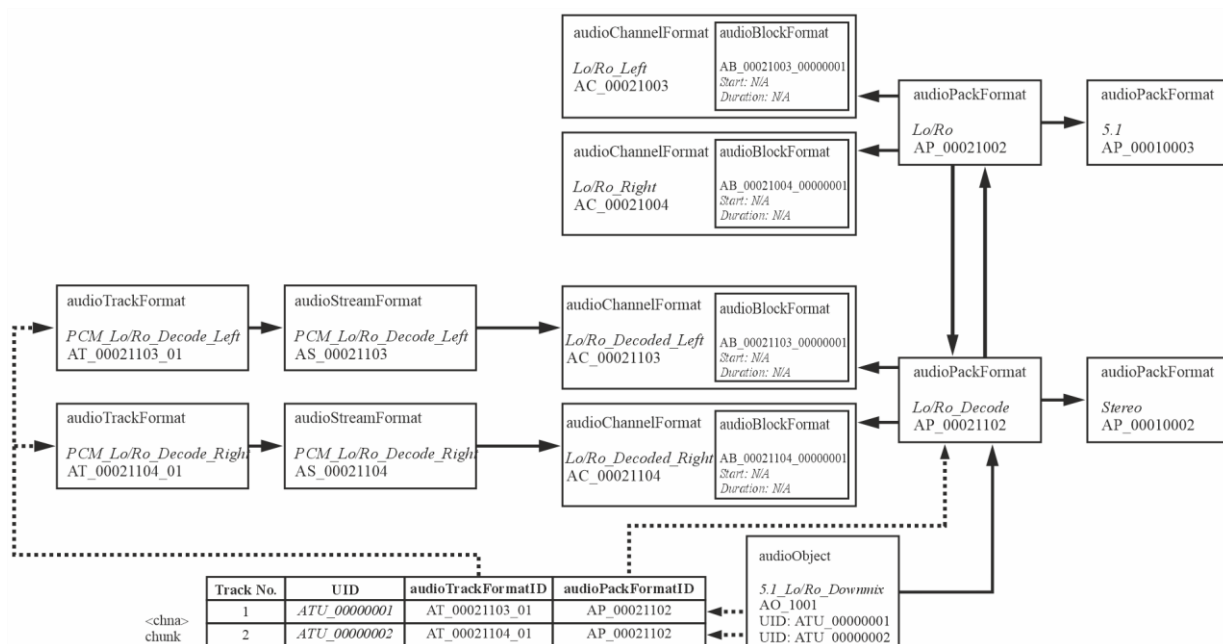 audioChannelFormat
Lo/Ro_Left
AC_00021003
audioBlockFormat
AB_00021003_00000001
Start: N/A
Duration: N/A
audioChannelFormat
Lo/Ro_Right
AC_00021004
audioBlockFormat
AB_00021004_00000001
Start: N/A
Duration: N/A
audioPackFormat
Lo/Ro
AP_00021002
audioPackFormat
5.1
AP_00010003
audioTrackFormat
PCM_Lo/Ro_Decode_Left
AT_00021103_01
audioStreamFormat
PCM_Lo/Ro_Decode_Left
AS_00021103
audioChannelFormat
Lo/Ro_Decoded_Left
AC_00021103
audioBlockFormat
AB_00021103_00000001
Start: N/A
Duration: N/A
audioTrackFormat
PCM_Lo/Ro_Decode_Right
AT_00021104_01
audioStreamFormat
PCM_Lo/Ro_Decode_Right
AS_00021104
audioChannelFormat
Lo/Ro_Decoded_Right
AC_00021104
audioBlockFormat
AB_00021104_00000001
Start: N/A
Duration: N/A
audioPackFormat
Lo/Ro_Decode
AP_00021102
audioPackFormat
Stereo
AP_00010002
audioObject
5.1_Lo/Ro_Downmix
AO_1001
UID: ATU_00000001
UID: ATU_00000002
<chna>
chunk
Track No. UID audioTrackFormatID audioPackFormatID
1 ATU_00000001 AT_00021103_01 AP_00021102
2 ATU_00000002 AT_00021104_01 AP_00021102